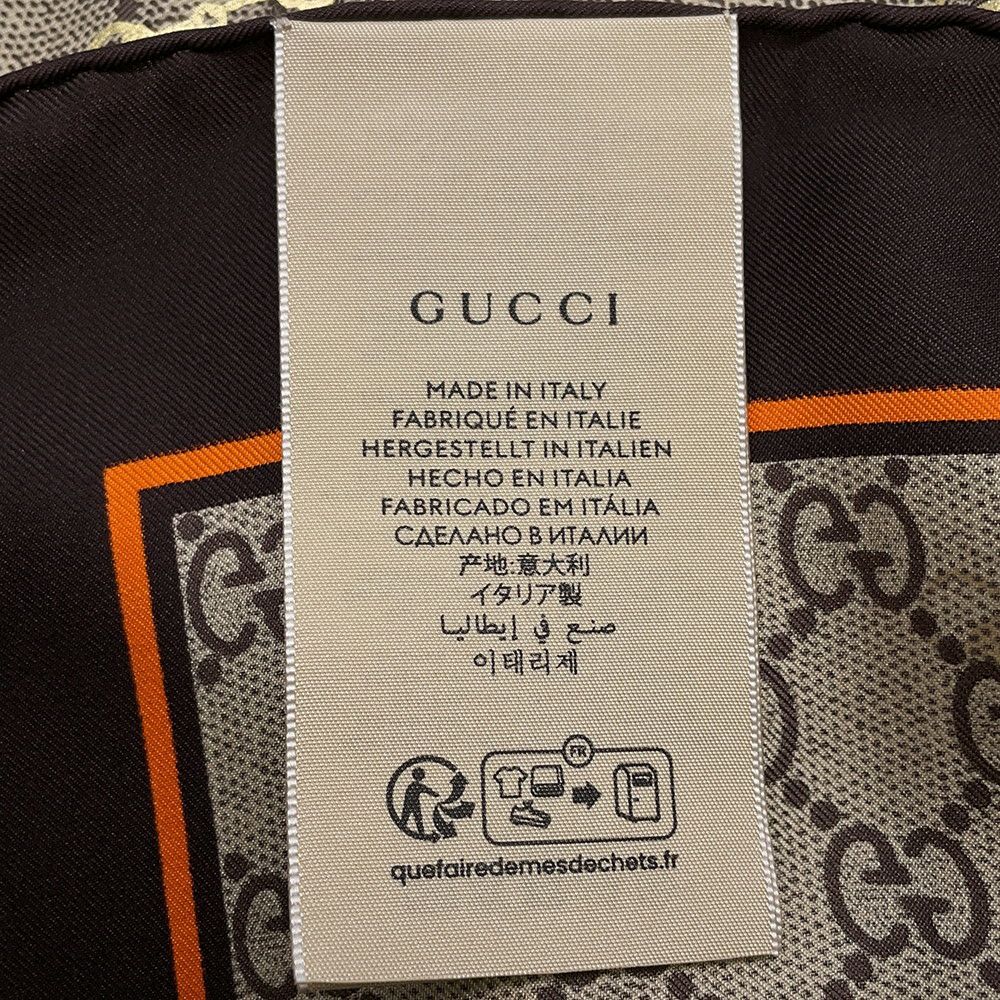 GUCCI
MADE IN ITALY
FABRIQUÉ EN ITALIE
HERGESTELLT IN ITALIEN
HECHO EN ITALIA
FABRICADO EM ITÁLIA
СДЕЛАНО В ИТАЛИИ
产地:意大利
イタリア製
صنع في إيطاليا
이태리제
FR
quefairedemesdechets.fr